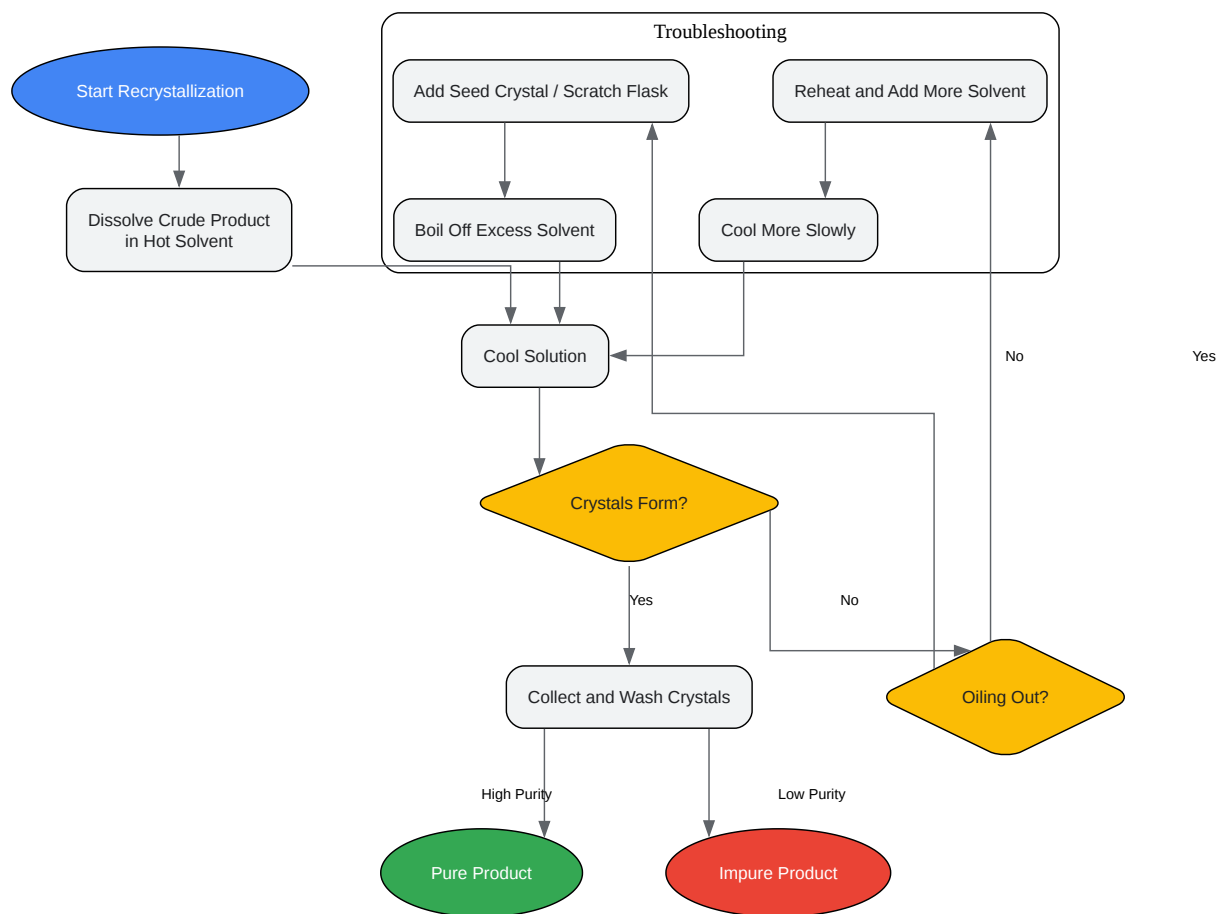 Troubleshooting
Start Recrystallization
Add Seed Crystal / Scratch Flask
Reheat and Add More Solvent
Dissolve Crude Product
in Hot Solvent
Boil Off Excess Solvent
Cool More Slowly
Cool Solution
No
Yes
Crystals Form?
Yes
No
Collect and Wash Crystals
Oiling Out?
High Purity
Low Purity
Pure Product
Impure Product